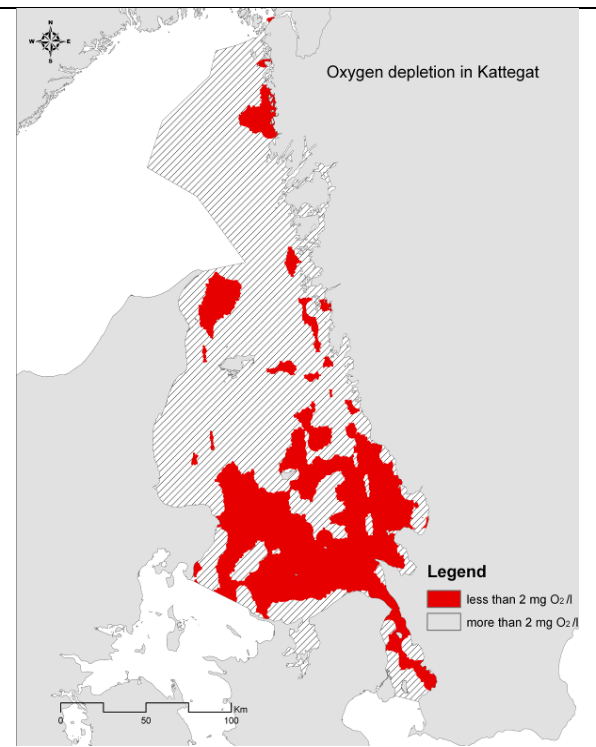 N
W E
S
Oxygen depletion in Kattegat
Legend
less than 2 mg O2 /l
more than 2 mg O2 /l
Km
0 50 100